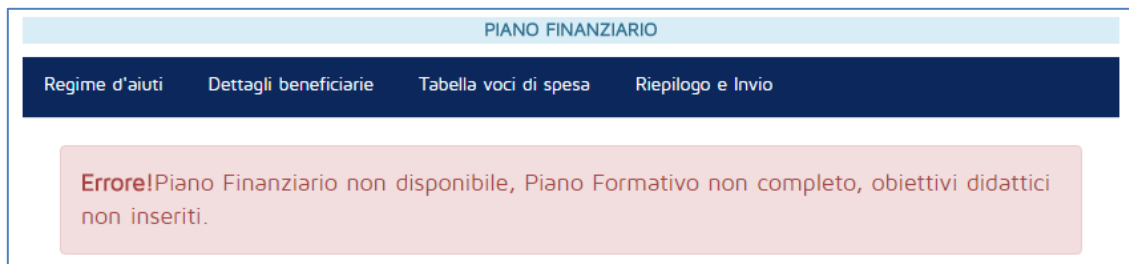 PIANO FINANZIARIO
Regime d'aiuti Dettagli beneficiarie Tabella voci di spesa Riepilogo e Invio
Errore!Piano Finanziario non disponibile, Piano Formativo non completo, obiettivi didattici
non inseriti.